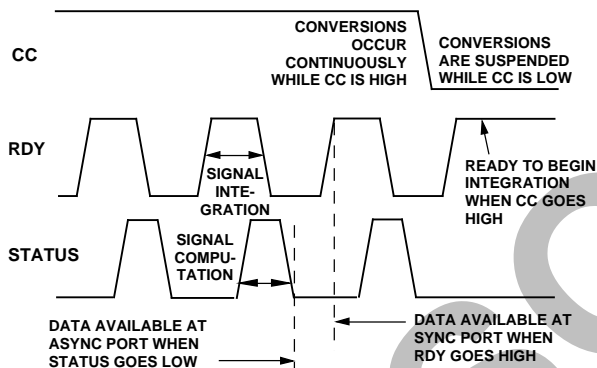 CC
CONVERSIONS
OCCUR
CONTINUOUSLY
WHILE CC IS HIGH
CONVERSIONS
ARE SUSPENDED
WHILE CC IS LOW
RDY
SIGNAL
INTE-
GRATION
READY TO BEGIN
INTEGRATION
WHEN CC GOES
HIGH
STATUS
SIGNAL
COMPU-
TATION
DATA AVAILABLE AT
ASYNC PORT WHEN
STATUS GOES LOW
DATA AVAILABLE AT
SYNC PORT WHEN
RDY GOES HIGH